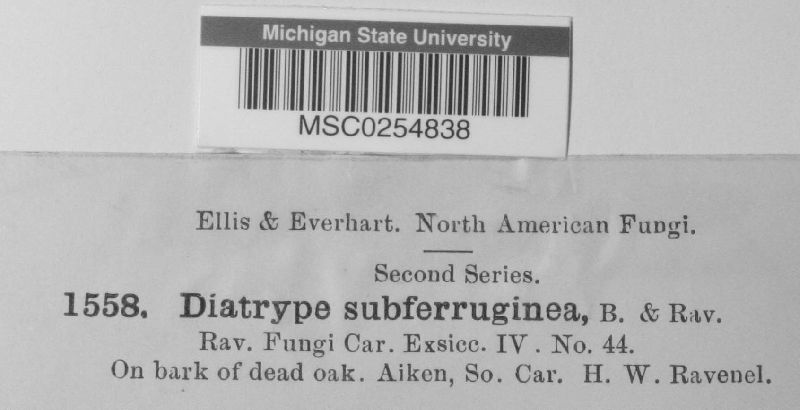 Michigan State University
MSC0254838
Ellis & Everhart. North American Fungi.
Second Series.
1558. Diatrype subferruginea, B. & Rav.
Rav. Fungi Car. Exsicc. IV . No. 44.
On bark of dead oak. Aiken, So. Car. H. W. Ravenel.